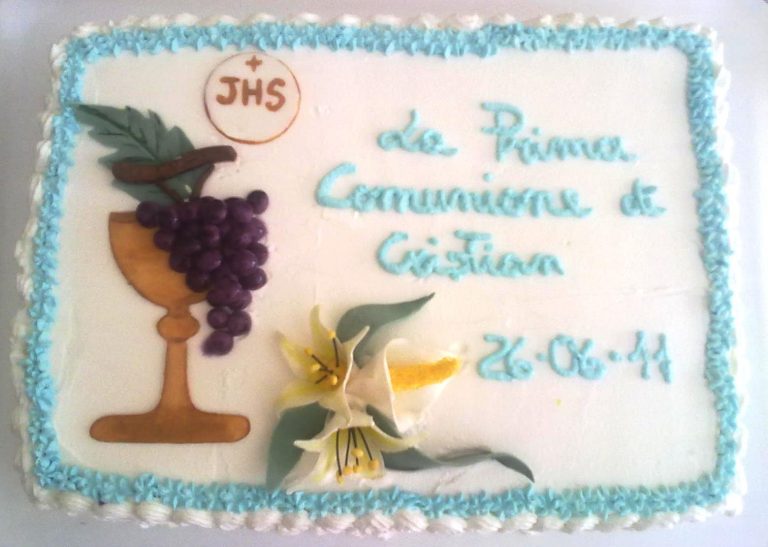 JHS
La Prima
Comunione di
Cristian
26-06-11